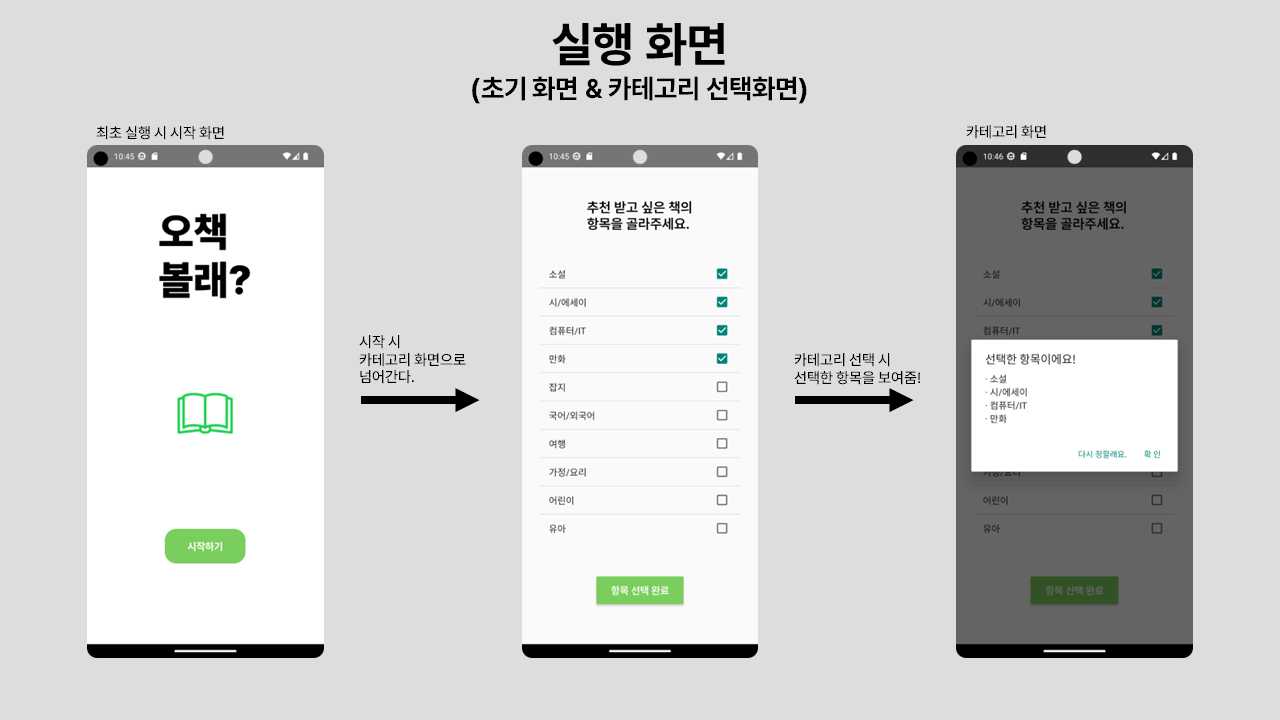 실행 화면
(초기 화면 & 카테고리 선택화면)
최초 실행 시 시작 화면
10:45
오책
볼래?
시작하기
시작 시
카테고리 화면으로
넘어간다.
10:45
추천 받고 싶은 책의
항목을 골라주세요.
소설
시/에세이
컴퓨터/IT
만화
잡지
국어/외국어
여행
가정/요리
어린이
유아
항목 선택 완료
카테고리 선택 시
선택한 항목을 보여줌!
카테고리 화면
10:46
추천 받고 싶은 책의
항목을 골라주세요.
소설
시/에세이
컴퓨터/IT
선택한 항목이에요!
· 소설
· 시/에세이
· 컴퓨터/IT
· 만화
다시 정할래요.
확 인
가정/요리
어린이
유아
항목 선택 완료